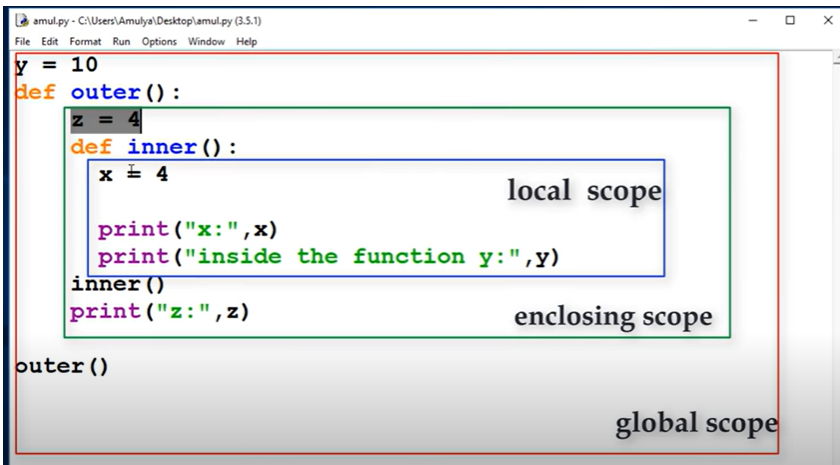 amul.py - C:\Users\Amulya\Desktop\amul.py (3.5.1)
File Edit Format Run Options Window Help
y = 10
def outer():
z = 4
def inner():
x = 4
local scope
print("x:",x)
print("inside the function y:",y)
inner()
print("z:",z)
enclosing scope
outer()
global scope